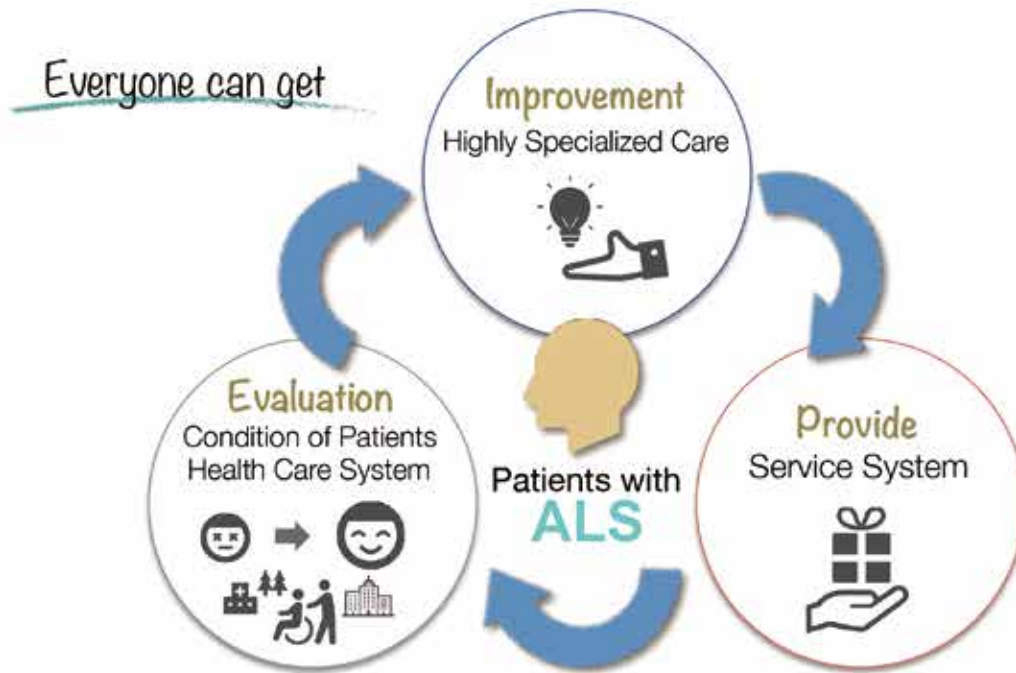 Everyone can get
Improvement
Highly Specialized Care
Evaluation
Condition of Patients
Health Care System
Patients with
ALS
Provide
Service System